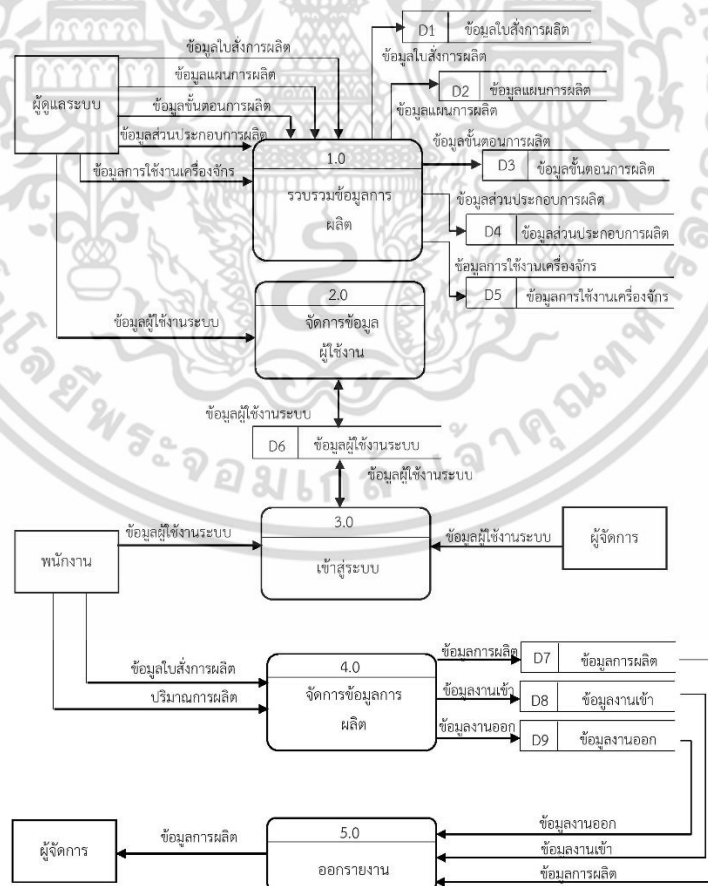 D1 ข้อมูลใบสั่งการผลิต
ข้อมูลใบสั่งการผลิต
ข้อมูลใบสั่งการผลิต
ผู้ดูแลระบบ
ข้อมูลแผนการผลิต
D2 ข้อมูลแผนการผลิต
ข้อมูลขั้นตอนการผลิต
ข้อมูลแผนการผลิต
ข้อมูลส่วนประกอบการผลิต
ข้อมูลขั้นตอนการผลิต
1.0
D3 ข้อมูลขั้นตอนการผลิต
ข้อมูลการใช้งานเครื่องจักร
รวบรวมข้อมูลการ
ผลิต
ข้อมูลส่วนประกอบการผลิต
D4 ข้อมูลส่วนประกอบการผลิต
ข้อมูลการใช้งานเครื่องจักร
D5 ข้อมูลการใช้งานเครื่องจักร
2.0
จัดการข้อมูล
ผู้ใช้งาน
ข้อมูลผู้ใช้งานระบบ
ข้อมูลผู้ใช้งานระบบ
D6 ข้อมูลผู้ใช้งานระบบ
ข้อมูลผู้ใช้งานระบบ
3.0
เข้าสู่ระบบ
พนักงาน
ข้อมูลผู้ใช้งานระบบ
ข้อมูลผู้ใช้งานระบบ
ผู้จัดการ
ข้อมูลใบสั่งการผลิต
ปริมาณการผลิต
4.0
จัดการข้อมูลการ
ผลิต
ข้อมูลการผลิต
D7 ข้อมูลการผลิต
ข้อมูลงานเข้า
D8 ข้อมูลงานเข้า
ข้อมูลงานออก
D9 ข้อมูลงานออก
ผู้จัดการ
ข้อมูลการผลิต
5.0
ออกรายงาน
ข้อมูลงานออก
ข้อมูลงานเข้า
ข้อมูลการผลิต